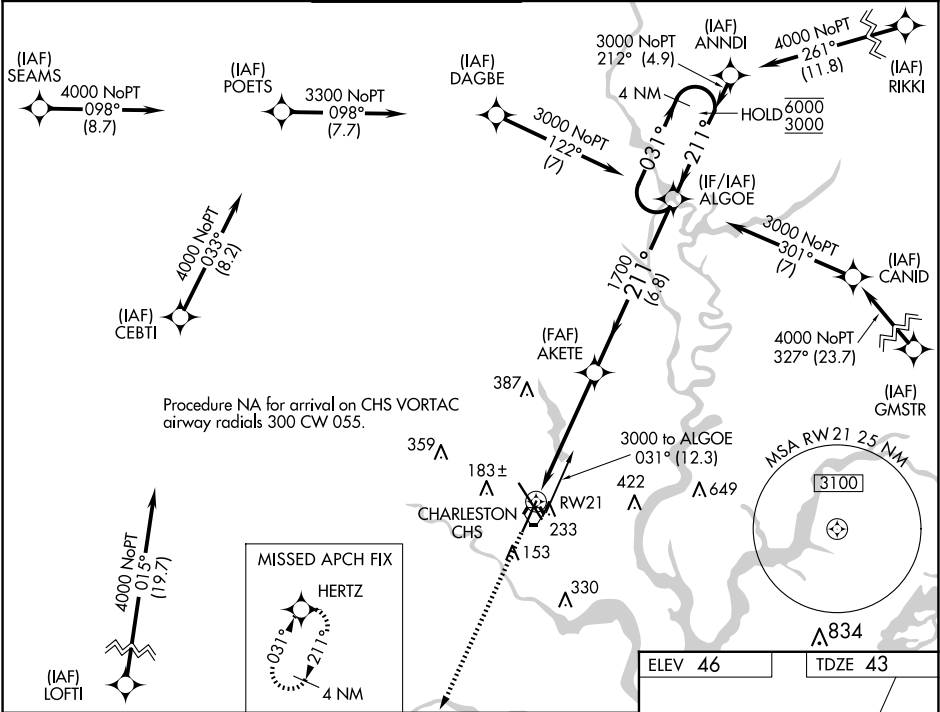 (IAF)
SEAMS
4000 NoPT
098°
(8.7)
(IAF)
POETS
3300 NoPT
098°
(7.7)
(IAF)
DAGBE
3000 NoPT
122°
(7)
3000 NoPT
212° (4.9)
(IAF)
ANNDI
4000 NoPT
261°
(11.8)
(IAF)
RIKKI
4 NM
HOLD
6000
3000
031°
211°
(IF/IAF)
ALGOE
3000 NoPT
301°
(7)
(IAF)
CANID
4000 NoPT
327° (23.7)
(IAF)
GMSTR
4000 NoPT
033°
(8.2)
(IAF)
CEBTI
1700
211°
(6.8)
(FAF)
AKETE
387
Procedure NA for arrival on CHS VORTAC
airway radials 300 CW 055.
359
183±
3000 to ALGOE
031° (12.3)
422
649
CHARLESTON
CHS
RW21
233
153
330
MSA RW21 25 NM
3100
834
4000 NoPT
015°
(19.7)
(IAF)
LOFTI
MISSED APCH FIX
HERTZ
031°
211°
4 NM
ELEV 46
TDZE 43